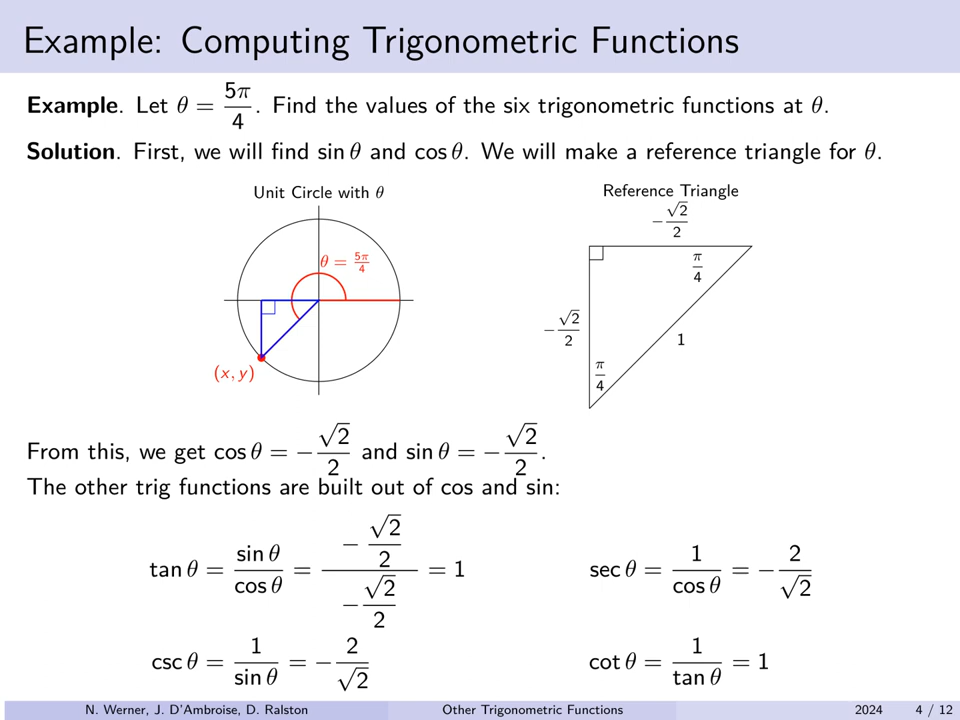 Example: Computing Trigonometric Functions
Example. Let θ = 5π/4. Find the values of the six trigonometric functions at θ.
Solution. First, we will find sin θ and cos θ. We will make a reference triangle for θ.
Unit Circle with θ
θ = 5π/4
(x, y)
Reference Triangle
−√2/2
π/4
−√2/2
1
π/4
From this, we get cos θ = −√2/2 and sin θ = −√2/2.
The other trig functions are built out of cos and sin:
tan θ = sin θ/cos θ = (−√2/2)/(−√2/2) = 1
sec θ = 1/cos θ = −2/√2
csc θ = 1/sin θ = −2/√2
cot θ = 1/tan θ = 1
N. Werner, J. D'Ambroise, D. Ralston
Other Trigonometric Functions
2024
4 / 12